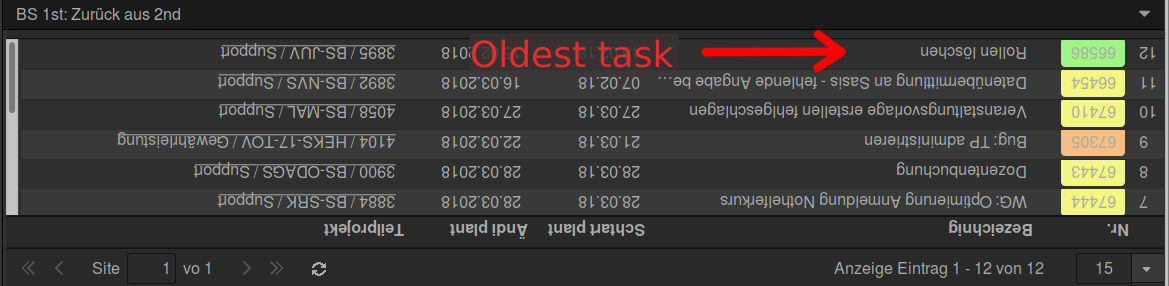 BS 1st: Zurück aus 2nd
Nr. Bezeichnig Schtart plant Ändi plant Teilprojekt
7 67444 WG: Optimierung Anmeldung Nothelferkurs 28.03.18 28.03.2018 3884 / BS-SRK / Support
8 67443 Dozentenbuchung 28.03.18 28.03.2018 3900 / BS-ODAGS / Support
9 67305 Bug: TP administrieren 21.03.18 22.03.2018 4104 / HEKS-17-TOV / Gewährleistung
10 67410 Veranstaltungsvorlage erstellen fehlgeschlagen 27.03.18 27.03.2018 4058 / BS-MAL / Support
11 66454 Datenübermittlung an Sasis - fehlende Angabe be... 07.02.18 16.03.2018 3892 / BS-NVS / Support
12 66586 Rollen löschen 3895 / BS-JUV / Support
Oldest task
Site 1 vo 1 Anzeige Eintrag 1 - 12 von 12 15